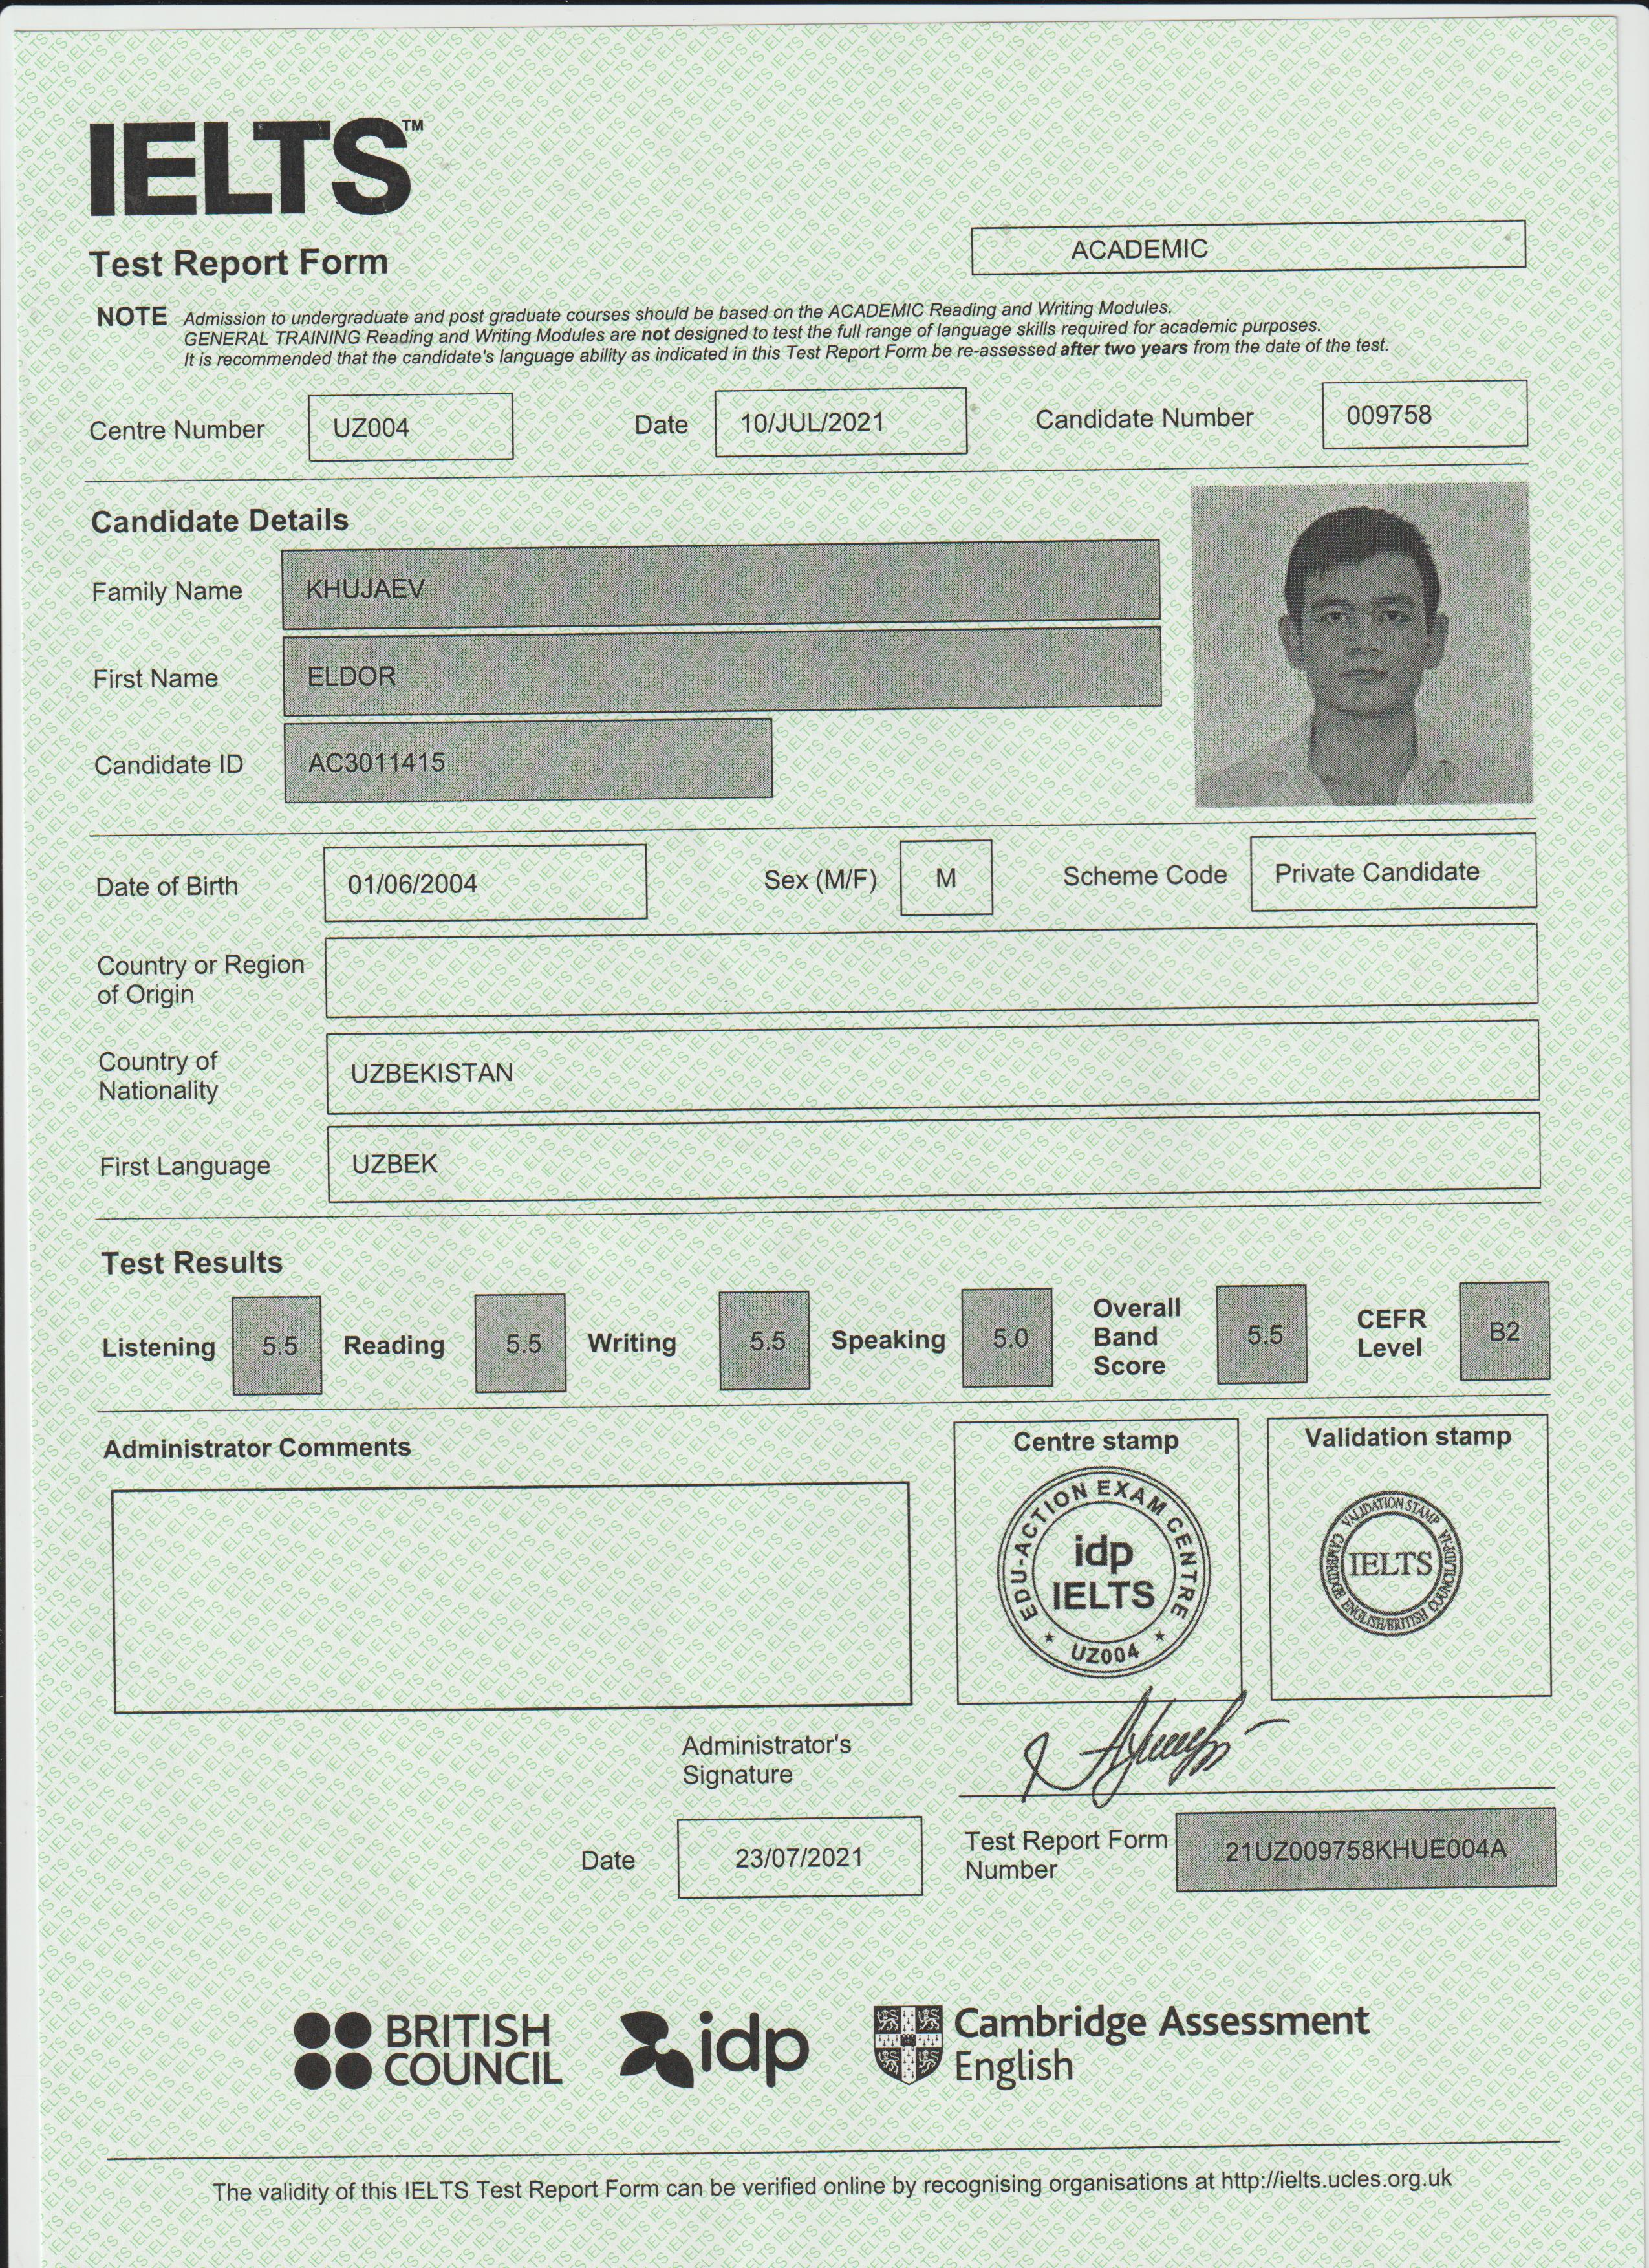 IELTS™
Test Report Form
ACADEMIC
NOTE Admission to undergraduate and post graduate courses should be based on the ACADEMIC Reading and Writing Modules.
GENERAL TRAINING Reading and Writing Modules are not designed to test the full range of language skills required for academic purposes.
It is recommended that the candidate's language ability as indicated in this Test Report Form be re-assessed after two years from the date of the test.
Centre Number UZ004 Date 10/JUL/2021 Candidate Number 009758
Candidate Details
Family Name KHUJAEV
First Name ELDOR
Candidate ID AC3011415
Date of Birth 01/06/2004 Sex (M/F) M Scheme Code Private Candidate
Country or Region
of Origin
Country of
Nationality
UZBEKISTAN
First Language UZBEK
Test Results
Listening 5.5 Reading 5.5 Writing 5.5 Speaking 5.0 Overall Band Score 5.5 CEFR Level B2
Administrator Comments
Centre stamp
EDU-ACTION EXAM CENTRE
idp
IELTS
UZ004
Validation stamp
VALIDATION STAMP
IELTS
CAMBRIDGE ENGLISH/BRITISH COUNCIL/IDP:IA
Administrator's
Signature
Date 23/07/2021
Test Report Form
Number
21UZ009758KHUE004A
BRITISH
COUNCIL
idp
Cambridge Assessment
English
The validity of this IELTS Test Report Form can be verified online by recognising organisations at http://ielts.ucles.org.uk